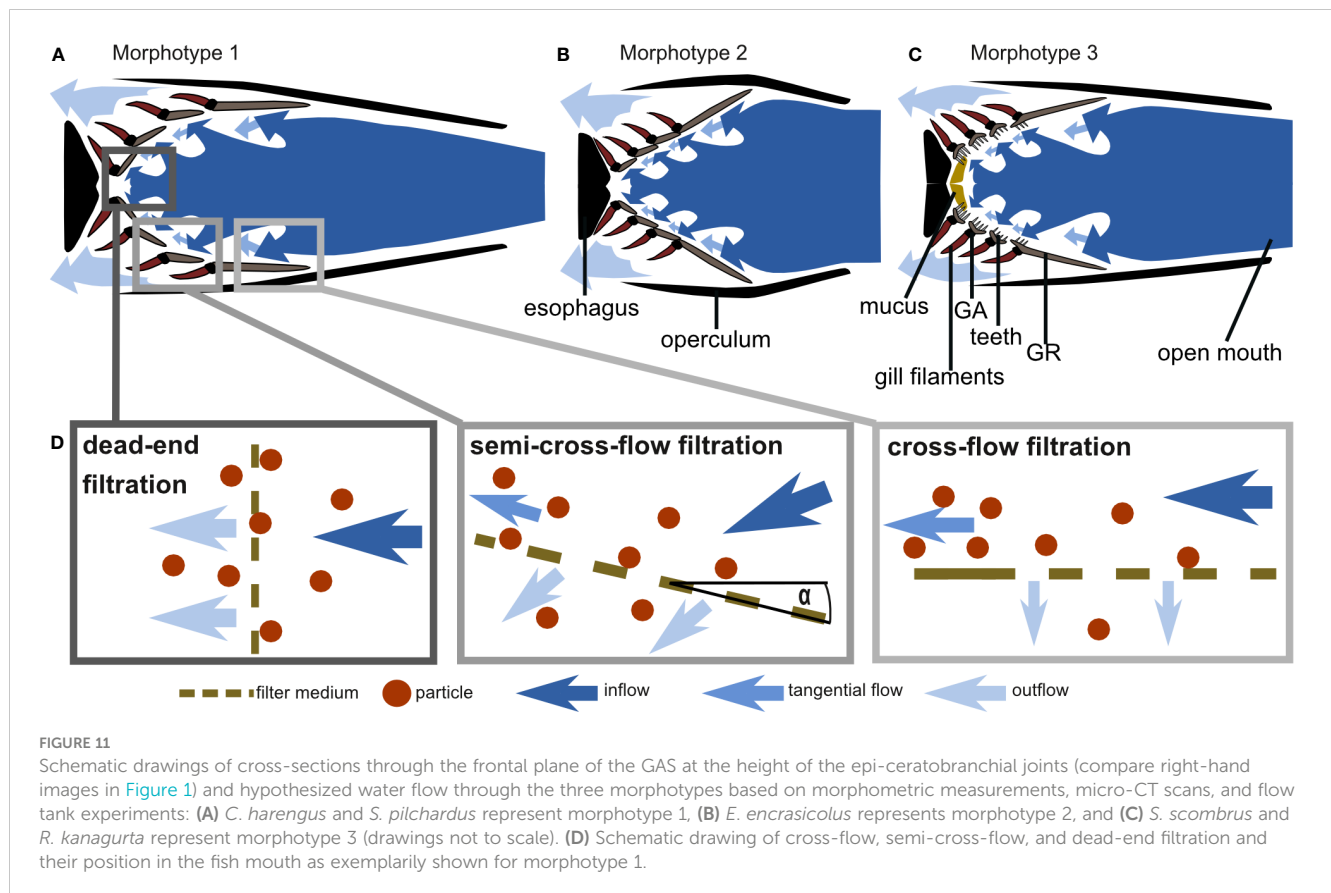 A Morphotype 1
B Morphotype 2
C Morphotype 3
esophagus
operculum
mucus
GA
teeth
GR
gill filaments
open mouth
D
dead-end
filtration
semi-cross-flow filtration
α
cross-flow filtration
filter medium particle inflow tangential flow outflow
FIGURE 11
Schematic drawings of cross-sections through the frontal plane of the GAS at the height of the epi-ceratobranchial joints (compare right-hand
images in Figure 1) and hypothesized water flow through the three morphotypes based on morphometric measurements, micro-CT scans, and flow
tank experiments: (A) C. harengus and S. pilchardus represent morphotype 1, (B) E. encrasicolus represents morphotype 2, and (C) S. scombrus and
R. kanagurta represent morphotype 3 (drawings not to scale). (D) Schematic drawing of cross-flow, semi-cross-flow, and dead-end filtration and
their position in the fish mouth as exemplarily shown for morphotype 1.